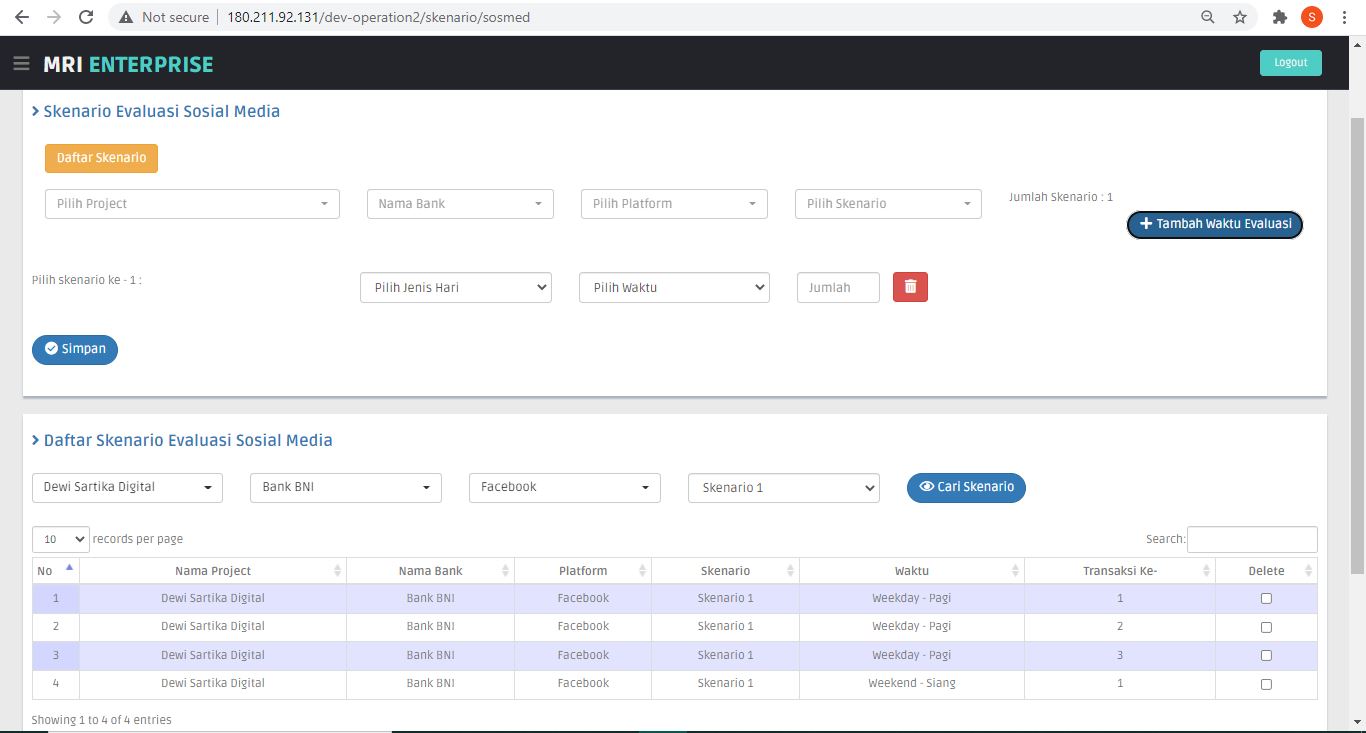 Not secure | 180.211.92.131/dev-operation2/skenario/sosmed S
MRI ENTERPRISE Logout
Skenario Evaluasi Sosial Media
Daftar Skenario
Pilih Project Nama Bank Pilih Platform Pilih Skenario Jumlah Skenario : 1
Tambah Waktu Evaluasi
Pilih skenario ke - 1 : Pilih Jenis Hari Pilih Waktu Jumlah
Simpan
Daftar Skenario Evaluasi Sosial Media
Dewi Sartika Digital Bank BNI Facebook Skenario 1 Cari Skenario
10 records per page Search:
No Nama Project Nama Bank Platform Skenario Waktu Transaksi Ke- Delete
1 Dewi Sartika Digital Bank BNI Facebook Skenario 1 Weekday - Pagi 1
2 Dewi Sartika Digital Bank BNI Facebook Skenario 1 Weekday - Pagi 2
3 Dewi Sartika Digital Bank BNI Facebook Skenario 1 Weekday - Pagi 3
4 Dewi Sartika Digital Bank BNI Facebook Skenario 1 Weekend - Siang 1
Showing 1 to 4 of 4 entries